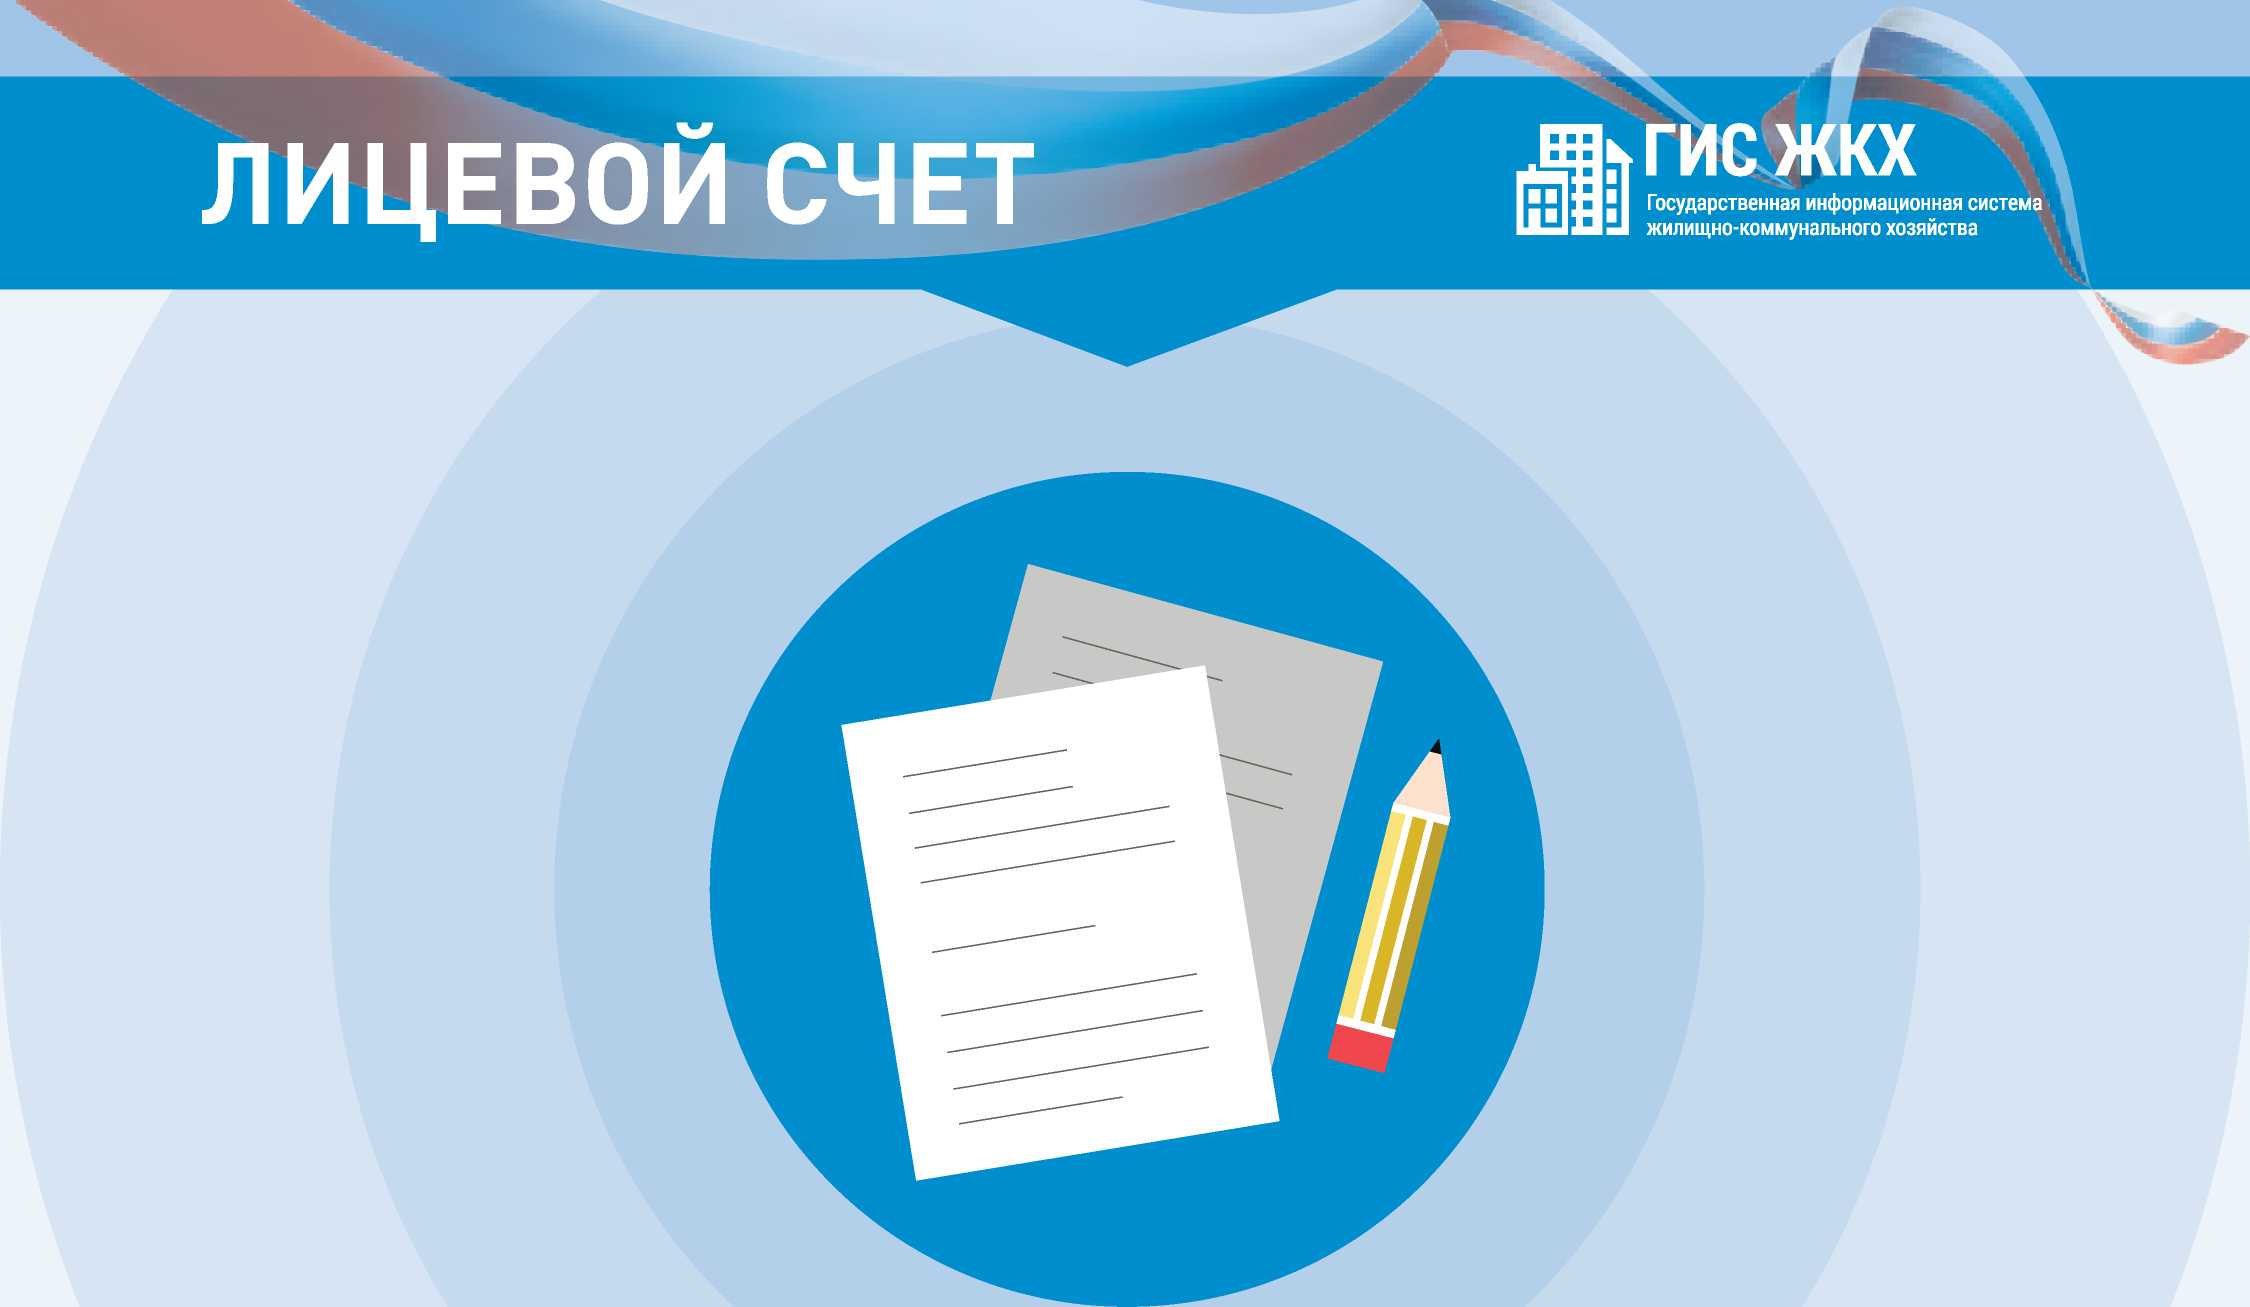 ЛИЦЕВОЙ СЧЕТ
ГИС ЖКХ
Государственная информационная система
жилищно-коммунального хозяйства